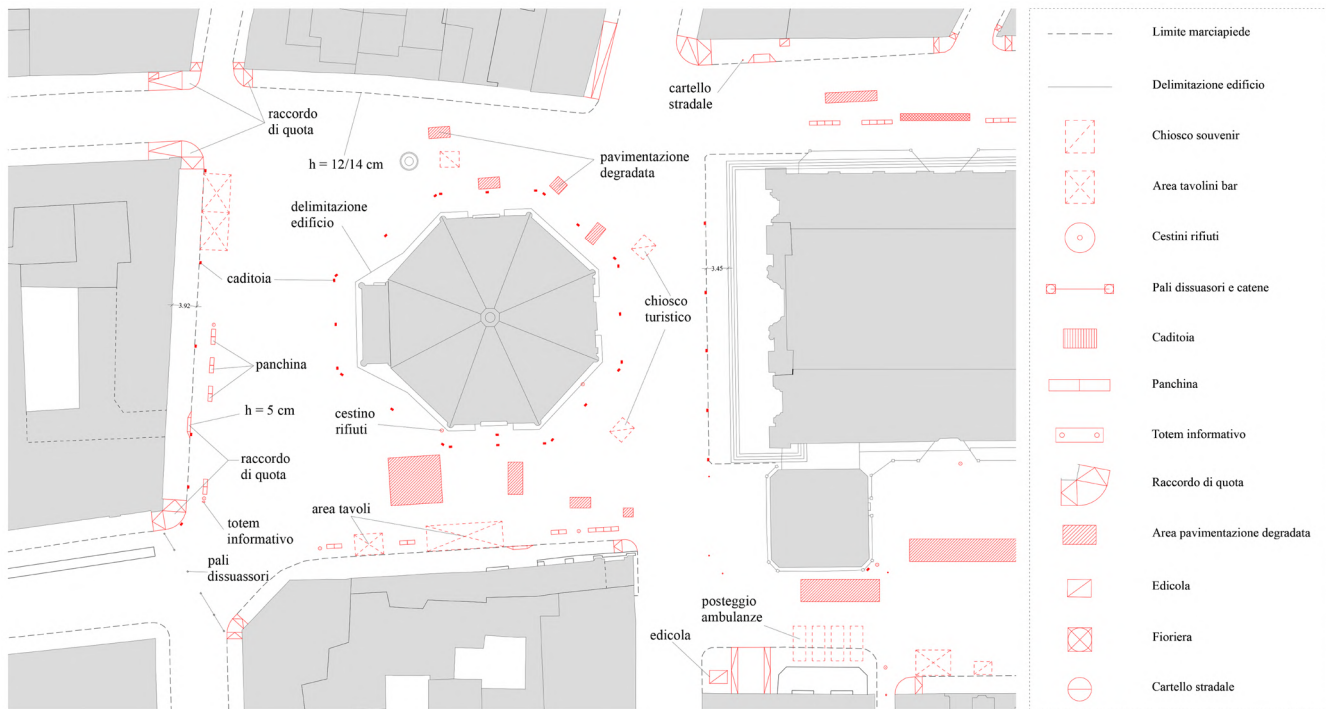 cartello
stradale
raccordo
di quota
h = 12/14 cm
pavimentazione
degradata
delimitazione
edificio
caditoia
3.45
chiosco
turistico
3.92
panchina
h = 5 cm
cestino
rifiuti
raccordo
di quota
totem
informativo
area tavoli
pali
dissuassori
posteggio
ambulanze
edicola
Limite marciapiede
Delimitazione edificio
Chiosco souvenir
Area tavolini bar
Cestini rifiuti
Pali dissuasori e catene
Caditoia
Panchina
Totem informativo
Raccordo di quota
Area pavimentazione degradata
Edicola
Fioriera
Cartello stradale